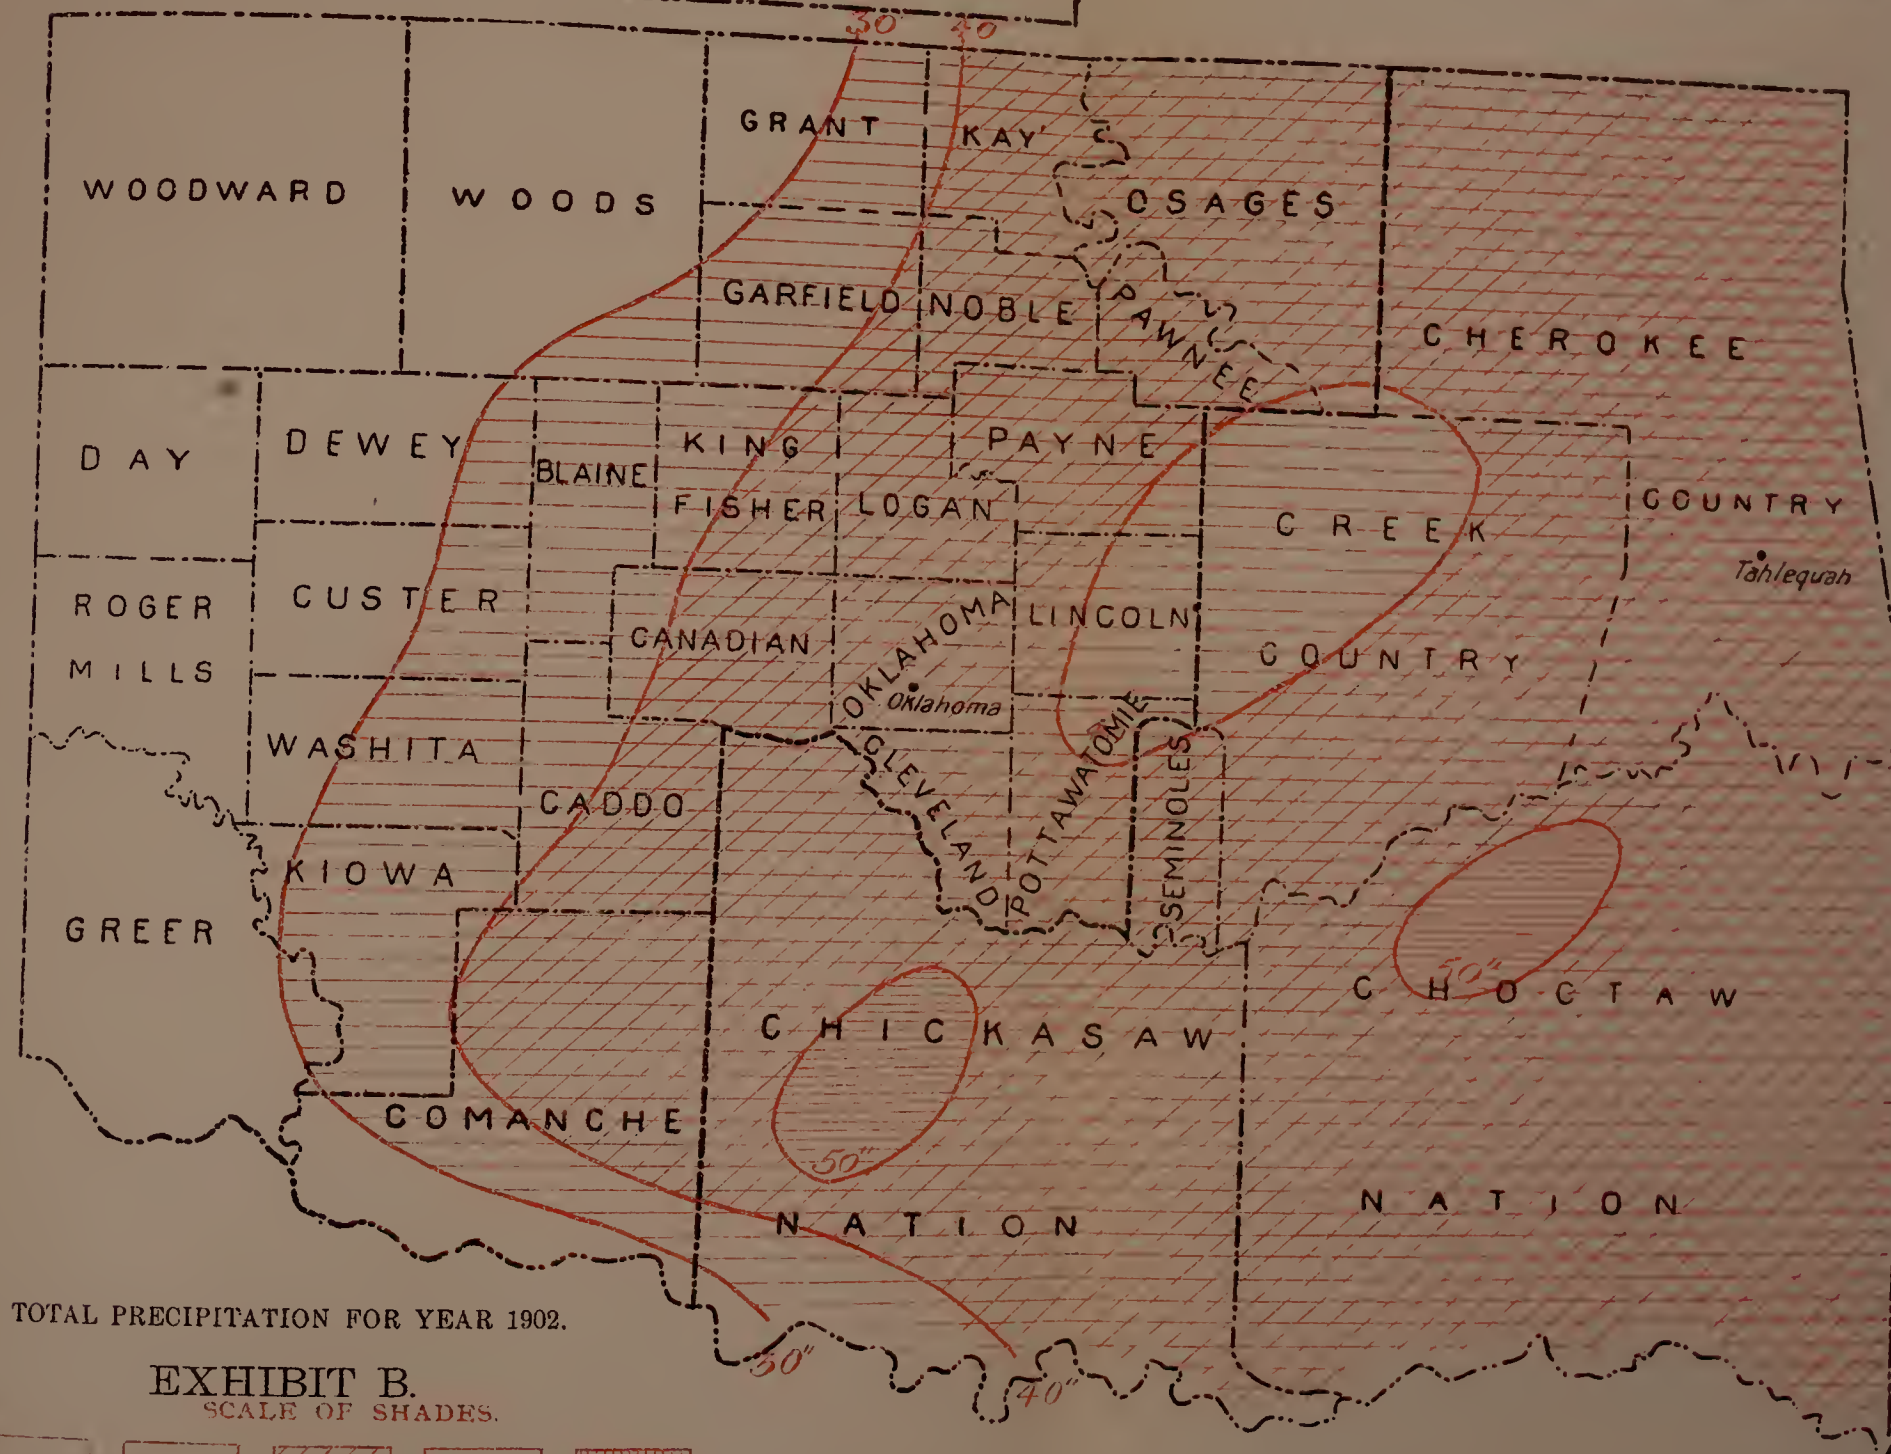 30" 40
GRANT
KAY
WOODWARD
WOODS
OSAGES
GARFIELD
NOBLE
PAWNEE
CHEROKEE
DAY
DEWEY
BLAINE
KING
FISHER
LOGAN
PAYNE
CREEK
COUNTRY
COUNTRY
Tahlequah
ROGER
MILLS
CUSTER
CANADIAN
OKLAHOMA
Oklahoma
LINCOLN
WASHITA
CADDO
CLEVELAND
POTTAWATOMIE
SEMINOLES
KIOWA
GREER
CHICKASAW
NATION
50"
CHOCTAW
NATION
50"
COMANCHE
30"
40"
TOTAL PRECIPITATION FOR YEAR 1902.
EXHIBIT B.
SCALE OF SHADES.